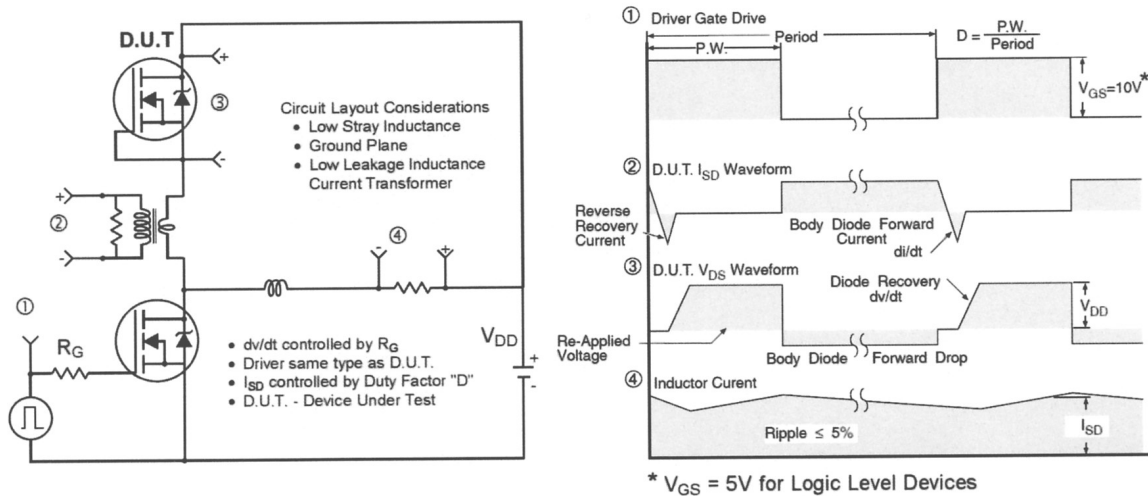 D.U.T
+
③
-
Circuit Layout Considerations
• Low Stray Inductance
• Ground Plane
• Low Leakage Inductance
Current Transformer
+
②
-
④
-
+
①
R_G
V_DD
+
-
• dv/dt controlled by R_G
• Driver same type as D.U.T.
• I_SD controlled by Duty Factor "D"
• D.U.T. - Device Under Test
① Driver Gate Drive
P.W.
Period
D = P.W.
Period
V_GS=10V*
② D.U.T. I_SD Waveform
Reverse
Recovery
Current
Body Diode Forward
Current
di/dt
③ D.U.T. V_DS Waveform
Diode Recovery
dv/dt
V_DD
Re-Applied
Voltage
Body Diode Forward Drop
④ Inductor Curent
Ripple ≤ 5%
I_SD
* V_GS = 5V for Logic Level Devices